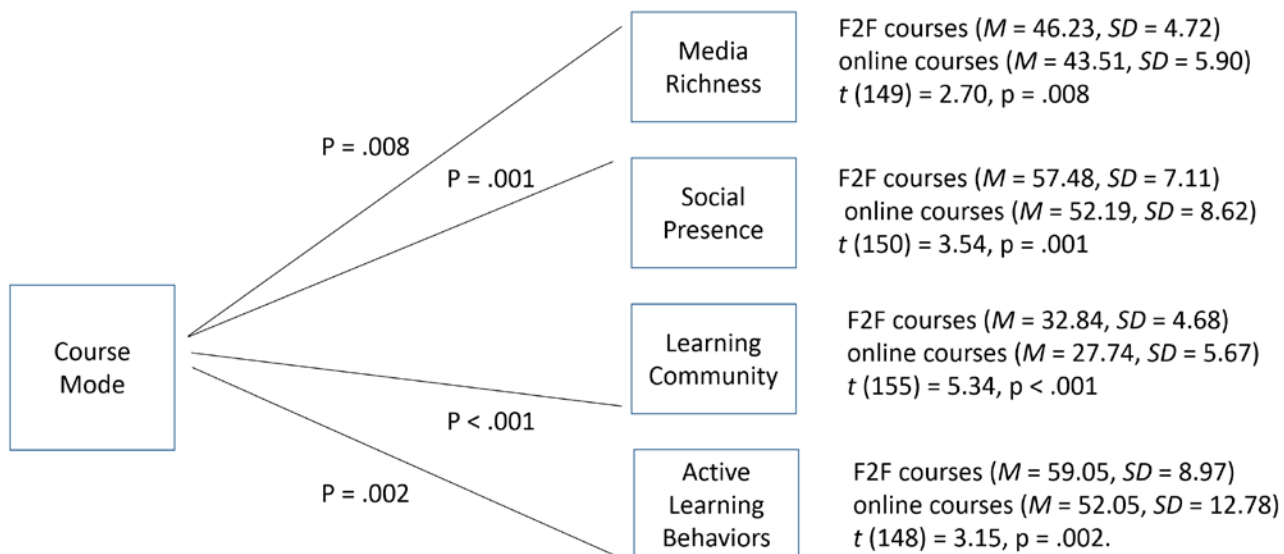 Course
Mode
P = .008
P = .001
P < .001
P = .002
Media
Richness
F2F courses (M = 46.23, SD = 4.72)
online courses (M = 43.51, SD = 5.90)
t (149) = 2.70, p = .008
Social
Presence
F2F courses (M = 57.48, SD = 7.11)
online courses (M = 52.19, SD = 8.62)
t (150) = 3.54, p = .001
Learning
Community
F2F courses (M = 32.84, SD = 4.68)
online courses (M = 27.74, SD = 5.67)
t (155) = 5.34, p < .001
Active
Learning
Behaviors
F2F courses (M = 59.05, SD = 8.97)
online courses (M = 52.05, SD = 12.78)
t (148) = 3.15, p = .002.